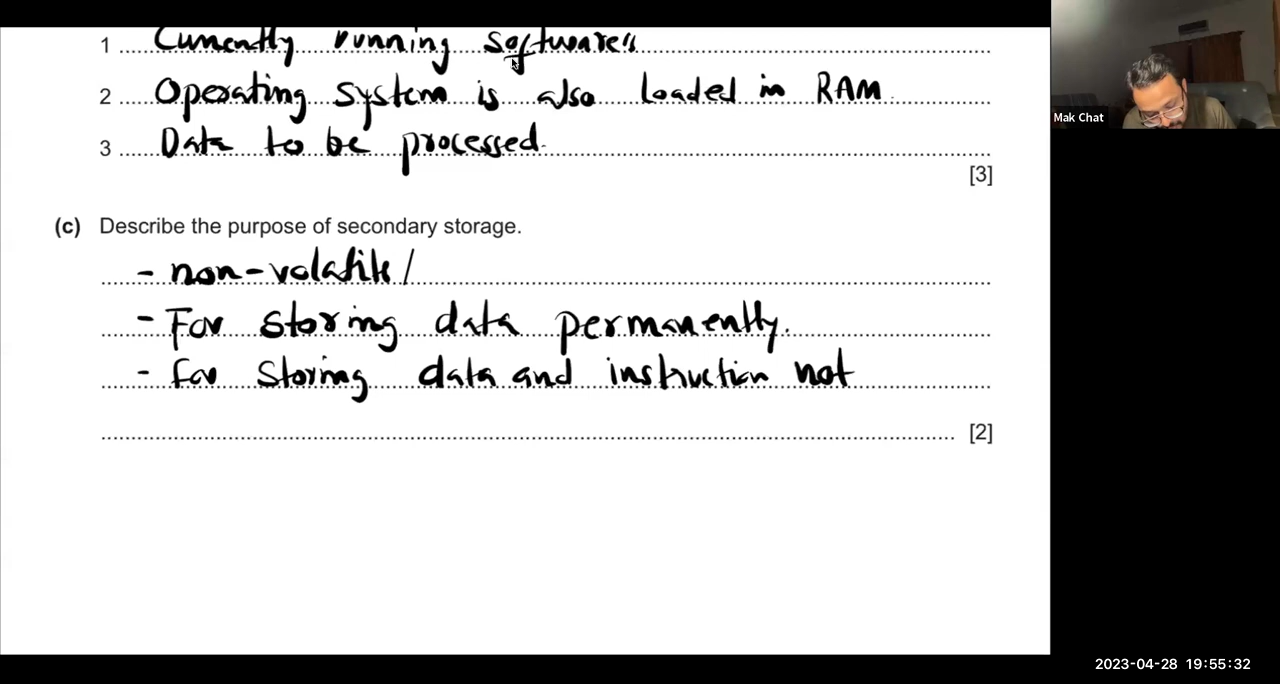 1 Currently running softwares
2 Operating system is also loaded in RAM.
3 Data to be processed.
[3]
(c) Describe the purpose of secondary storage.
- non-volatile /
- For storing data permanently.
- for storing data and instruction not
[2]
Mak Chat
2023-04-28 19:55:32